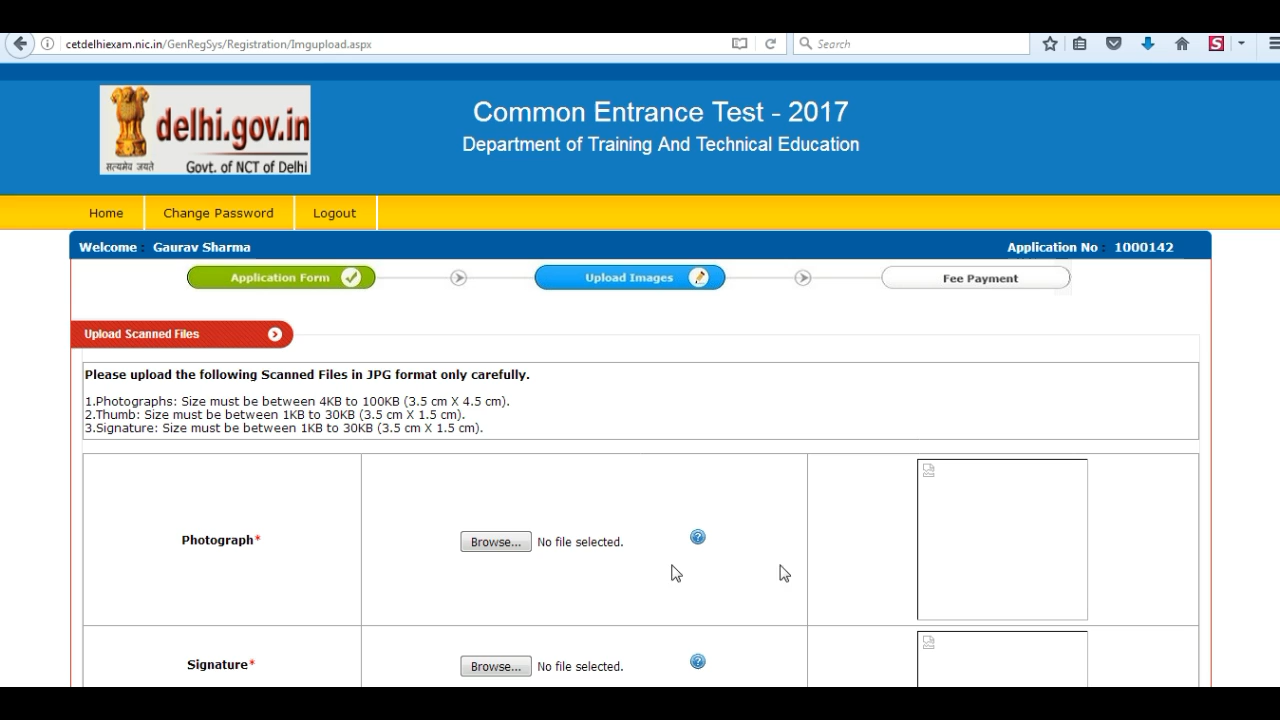 cetdelhiexam.nic.in/GenRegSys/Registration/Imgupload.aspx
Search
S
delhi.gov.in
सत्यमेव जयते Govt. of NCT of Delhi
Common Entrance Test - 2017
Department of Training And Technical Education
Home Change Password Logout
Welcome : Gaurav Sharma Application No : 1000142
Application Form Upload Images Fee Payment
Upload Scanned Files
Please upload the following Scanned Files in JPG format only carefully.
1.Photographs: Size must be between 4KB to 100KB (3.5 cm X 4.5 cm).
2.Thumb: Size must be between 1KB to 30KB (3.5 cm X 1.5 cm).
3.Signature: Size must be between 1KB to 30KB (3.5 cm X 1.5 cm).
Photograph* Browse... No file selected. ?
Signature* Browse... No file selected. ?